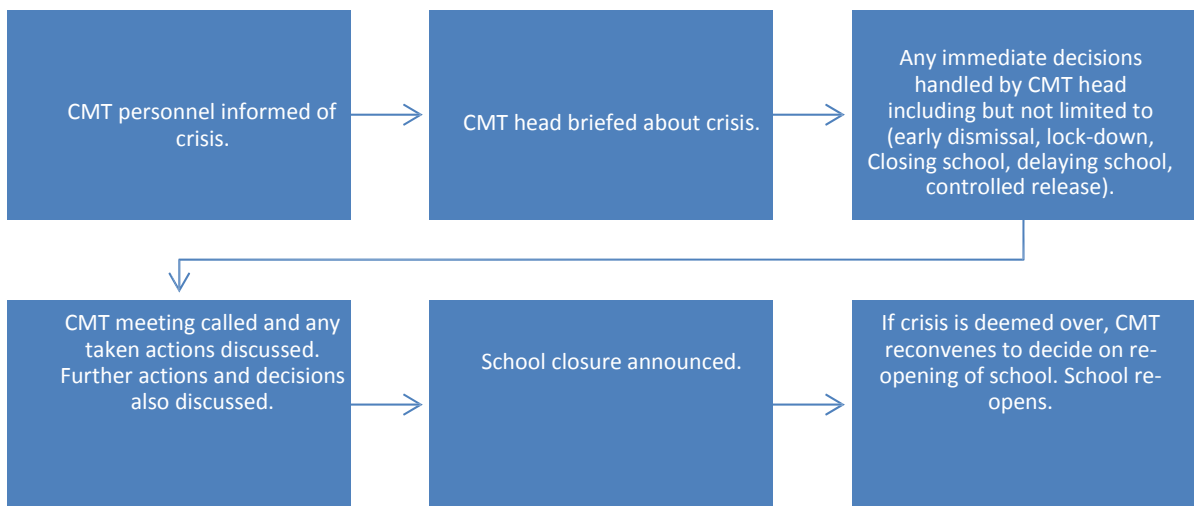 CMT personnel informed of
crisis.
CMT head briefed about crisis.
Any immediate decisions
handled by CMT head
including but not limited to
(early dismissal, lock-down,
Closing school, delaying school,
controlled release).
CMT meeting called and any
taken actions discussed.
Further actions and decisions
also discussed.
School closure announced.
If crisis is deemed over, CMT
reconvenes to decide on re-
opening of school. School re-
opens.